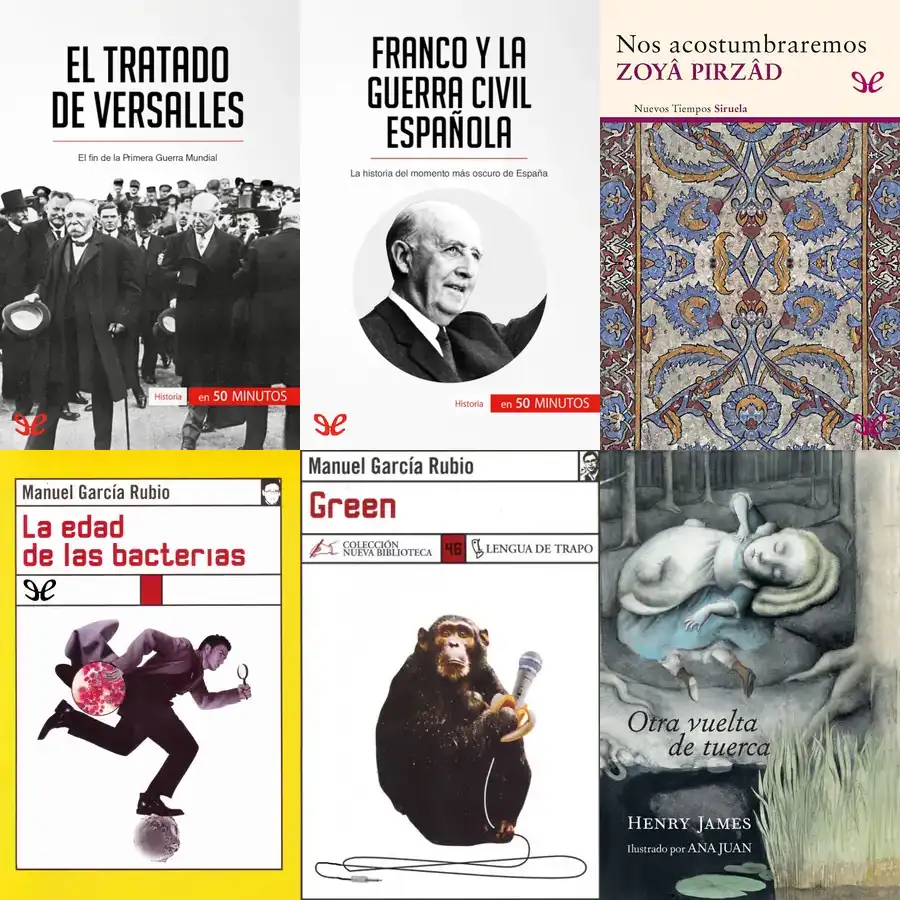 EL TRATADO
DE VERSALLES
El fin de la Primera Guerra Mundial
Historia
en 50 MINUTOS
FRANCO Y LA
GUERRA CIVIL
ESPAÑOLA
La historia del momento más oscuro de España
Historia
en 50 MINUTOS
Nos acostumbraremos
ZOYÂ PIRZÂD
Nuevos Tiempos Siruela
Manuel García Rubio
La edad
de las bacterias
Manuel García Rubio
Green
COLECCIÓN
NUEVA BIBLIOTECA
46
LENGUA DE TRAPO
Otra vuelta
de tuerca
HENRY JAMES
Ilustrado por ANA JUAN